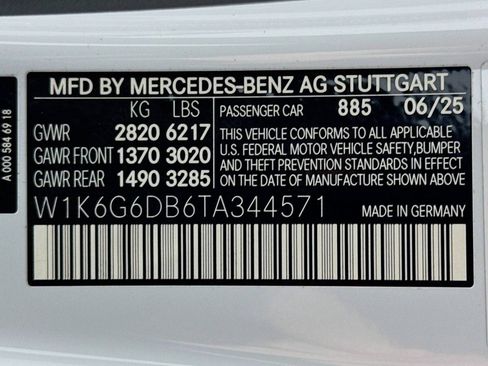 MFD BY MERCEDES-BENZ AG STUTTGART
KG LBS
PASSENGER CAR 885 06/25
GVWR 2820 6217
GAWR FRONT 1370 3020
GAWR REAR 1490 3285
THIS VEHICLE CONFORMS TO ALL APPLICABLE
U.S. FEDERAL MOTOR VEHICLE SAFETY, BUMPER,
AND THEFT PREVENTION STANDARDS IN EFFECT
ON THE DATE OF MANUFACTURE SHOWN ABOVE.
W1K6G6DB6TA344571
MADE IN GERMANY
A 000 584 69 18